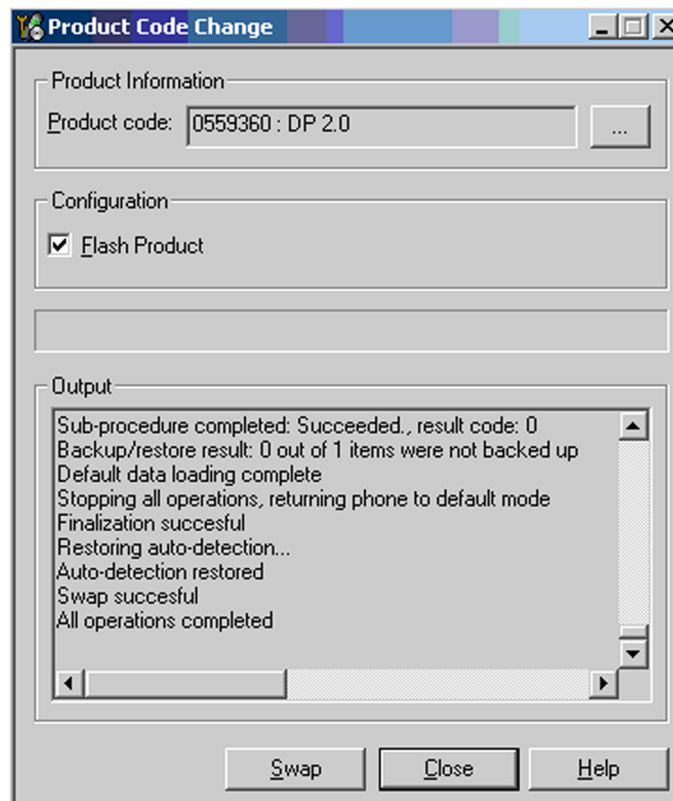 Product Code Change
Product Information
Product code: 0559360 : DP 2.0
...
Configuration
Flash Product
Output
Sub-procedure completed: Succeeded., result code: 0
Backup/restore result: 0 out of 1 items were not backed up
Default data loading complete
Stopping all operations, returning phone to default mode
Finalization succesful
Restoring auto-detection...
Auto-detection restored
Swap succesful
All operations completed
Swap Close Help